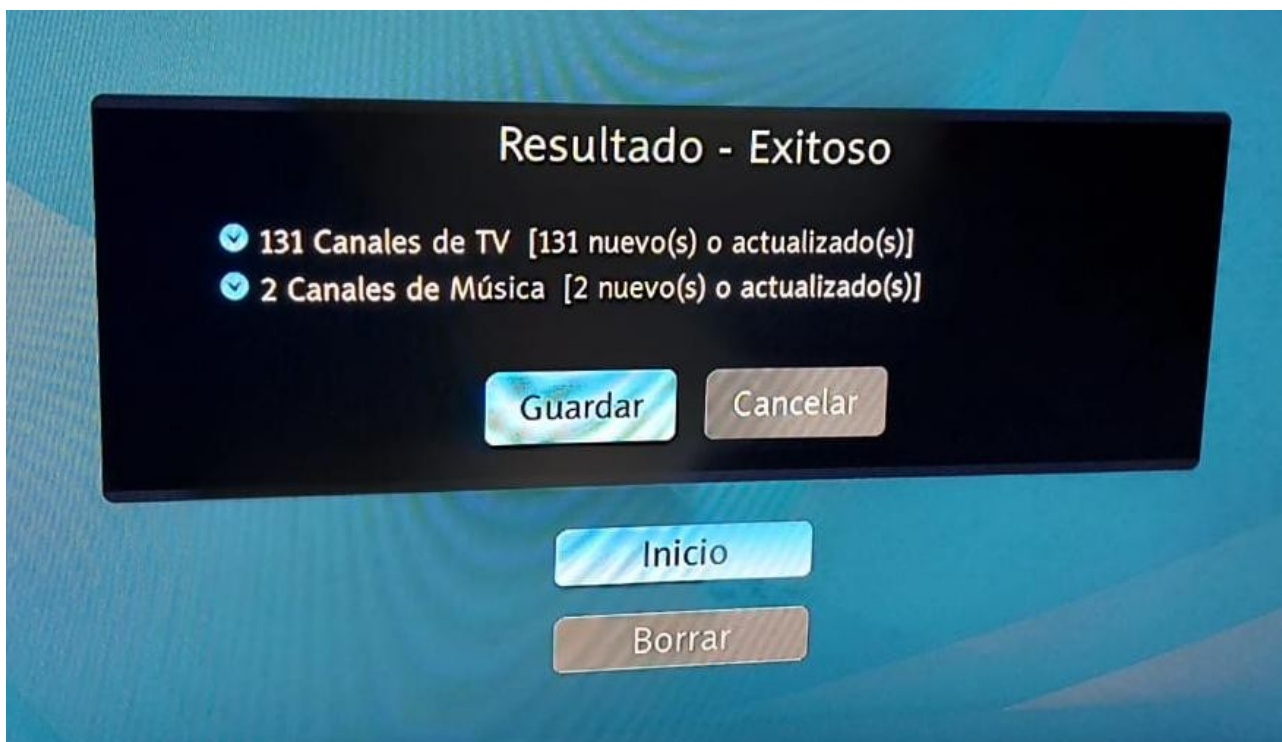 Resultado - Exitoso
131 Canales de TV [131 nuevo(s) o actualizado(s)]
2 Canales de Música [2 nuevo(s) o actualizado(s)]
Guardar Cancelar
Inicio
Borrar